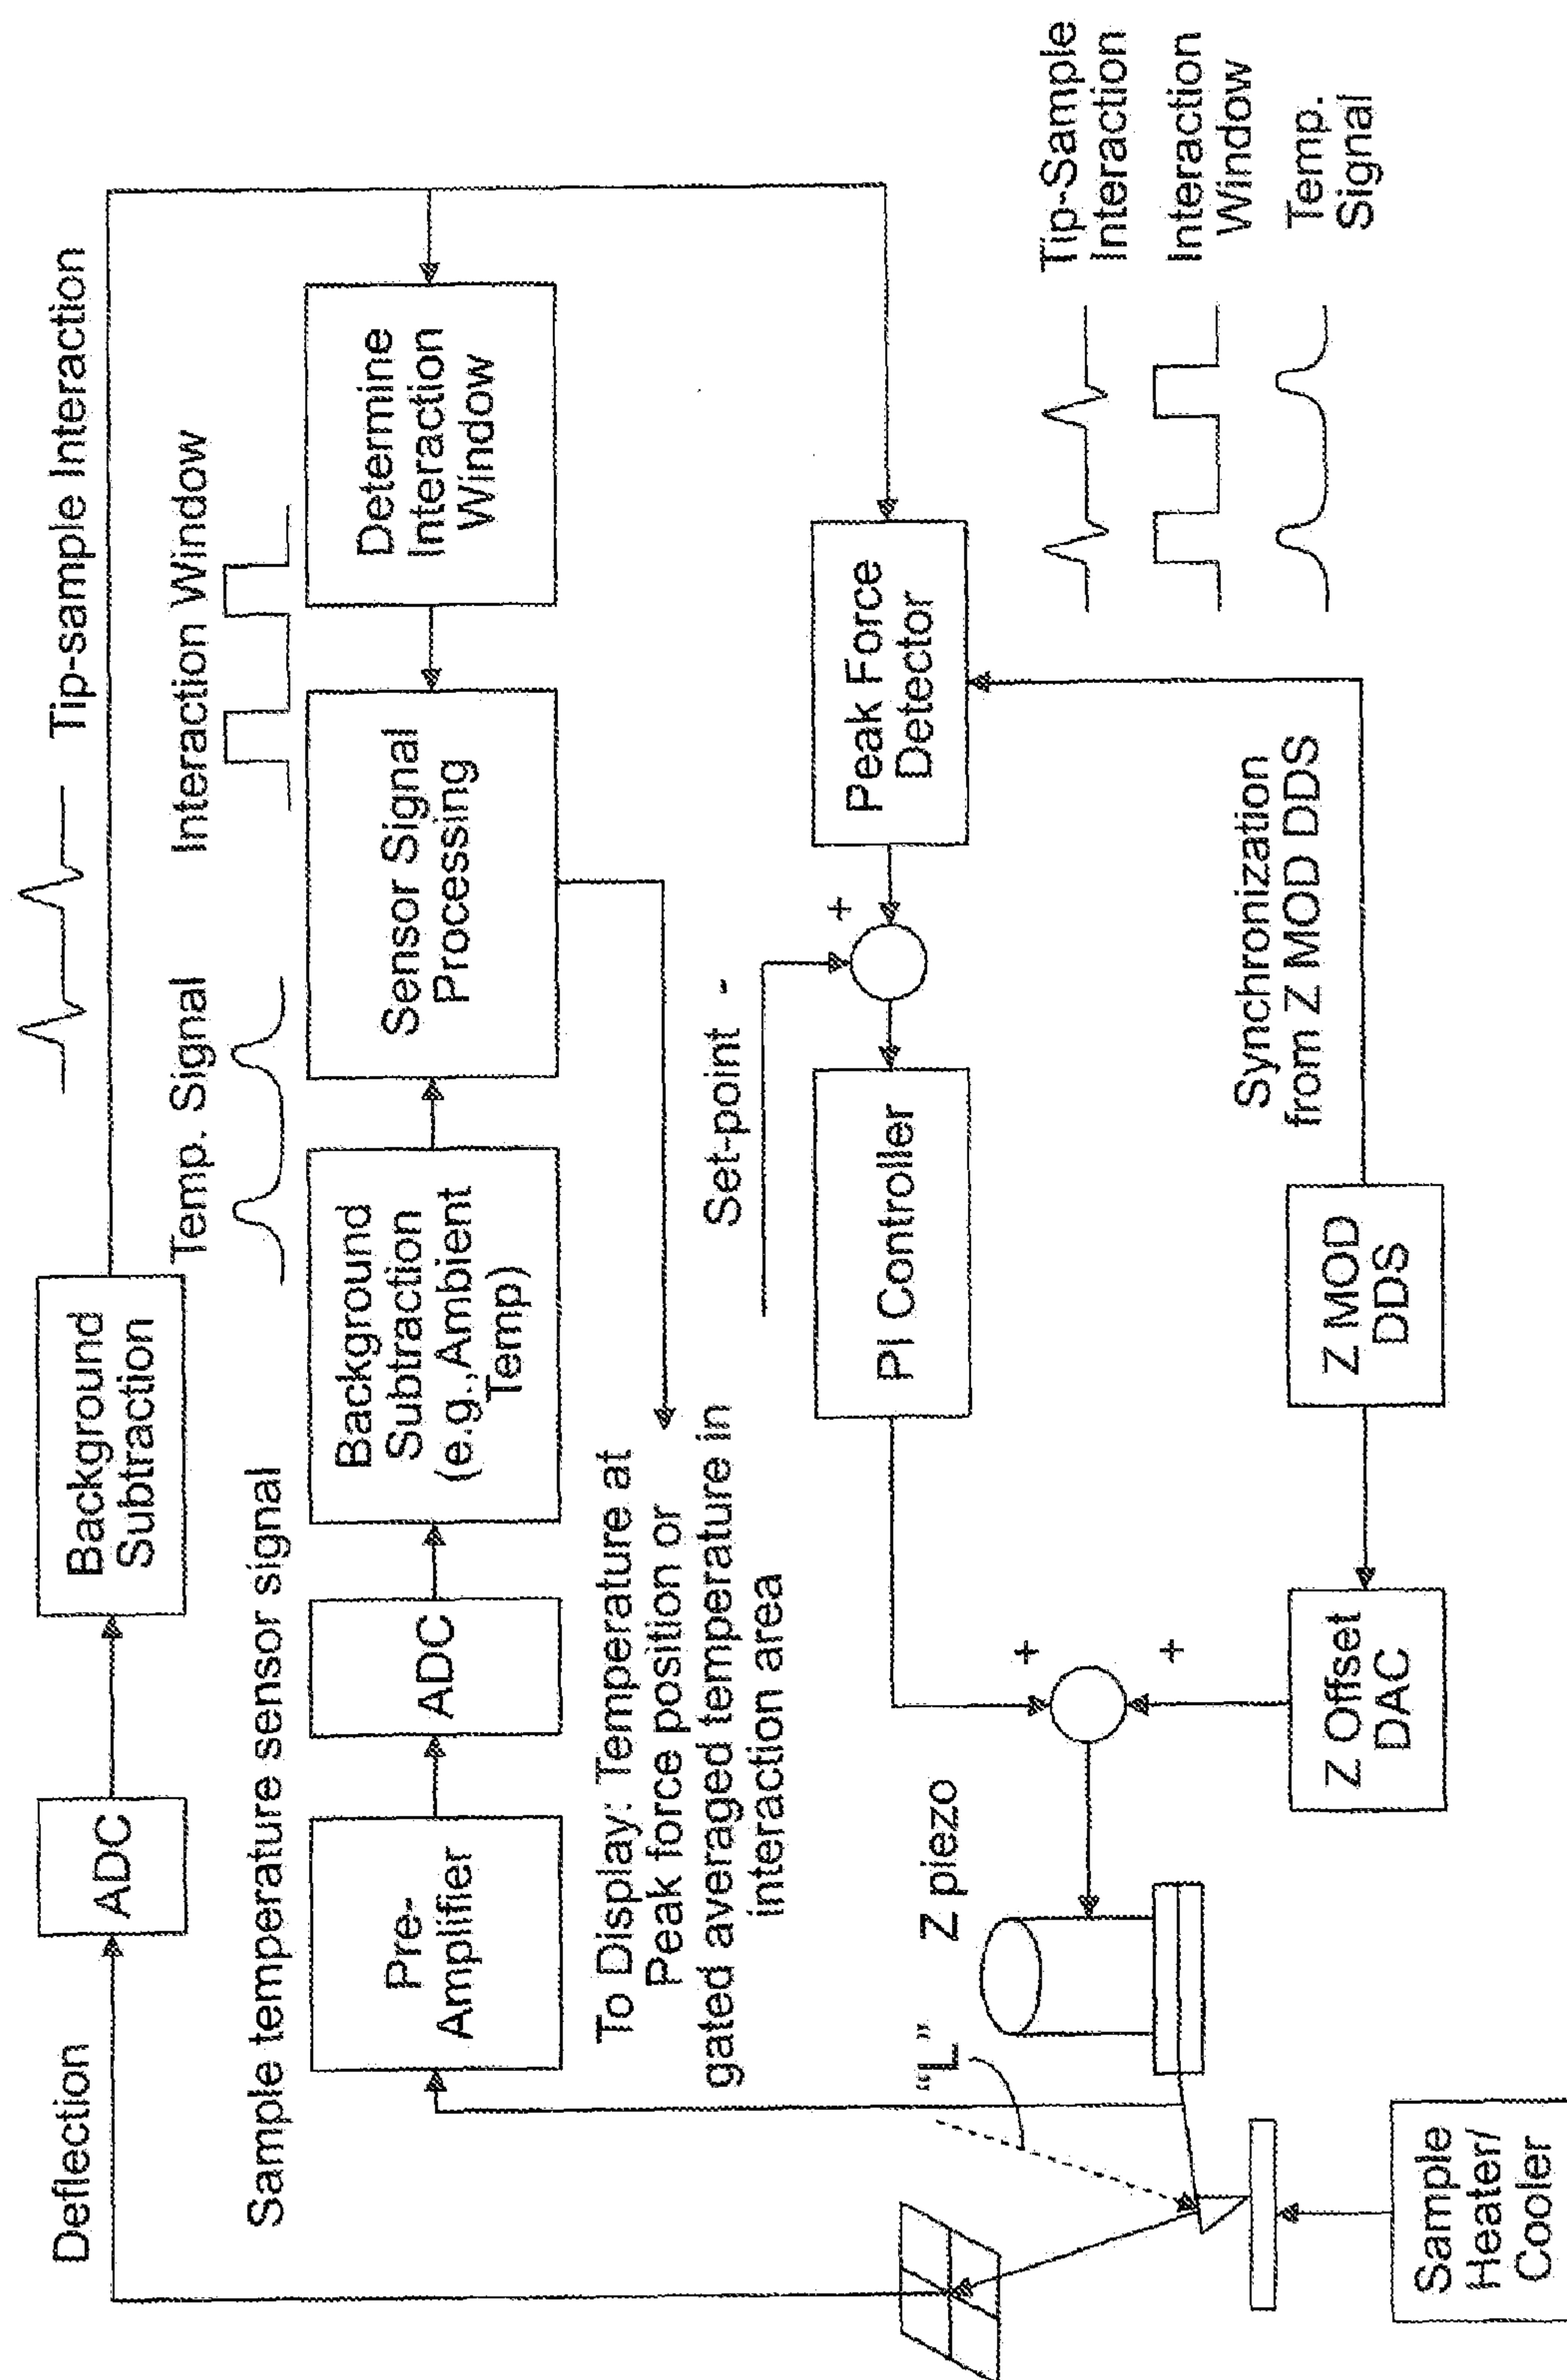 Deflection
ADC
Background
Subtraction
Tip-sample Interaction
Sample temperature sensor signal
Temp. Signal
Interaction Window
Pre-
Amplifier
ADC
Background
Subtraction
(e.g.,Ambient
Temp)
Sensor Signal
Processing
Determine
Interaction
Window
To Display: Temperature at
Peak force position or
gated averaged temperature in
interaction area
Set-point -
+
PI Controller
Peak Force
Detector
"L"
Z piezo
+
+
Tip-Sample
Interaction
Interaction
Window
Temp.
Signal
Synchronization
from Z MOD DDS
Sample
Heater/
Cooler
Z Offset
DAC
Z MOD
DDS